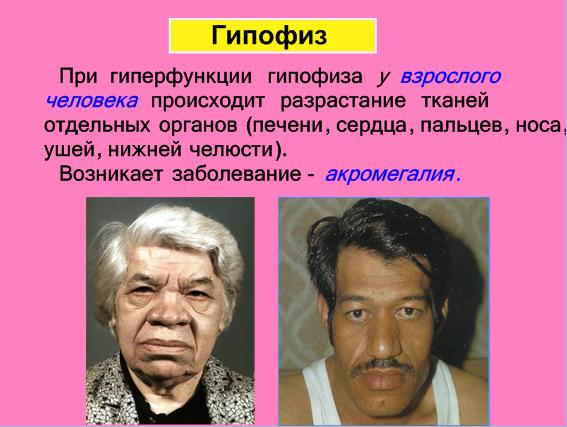 Гипофиз
При гиперфункции гипофиза у взрослого
человека происходит разрастание тканей
отдельных органов (печени, сердца, пальцев, носа,
ушей, нижней челюсти).
Возникает заболевание - акромегалия.